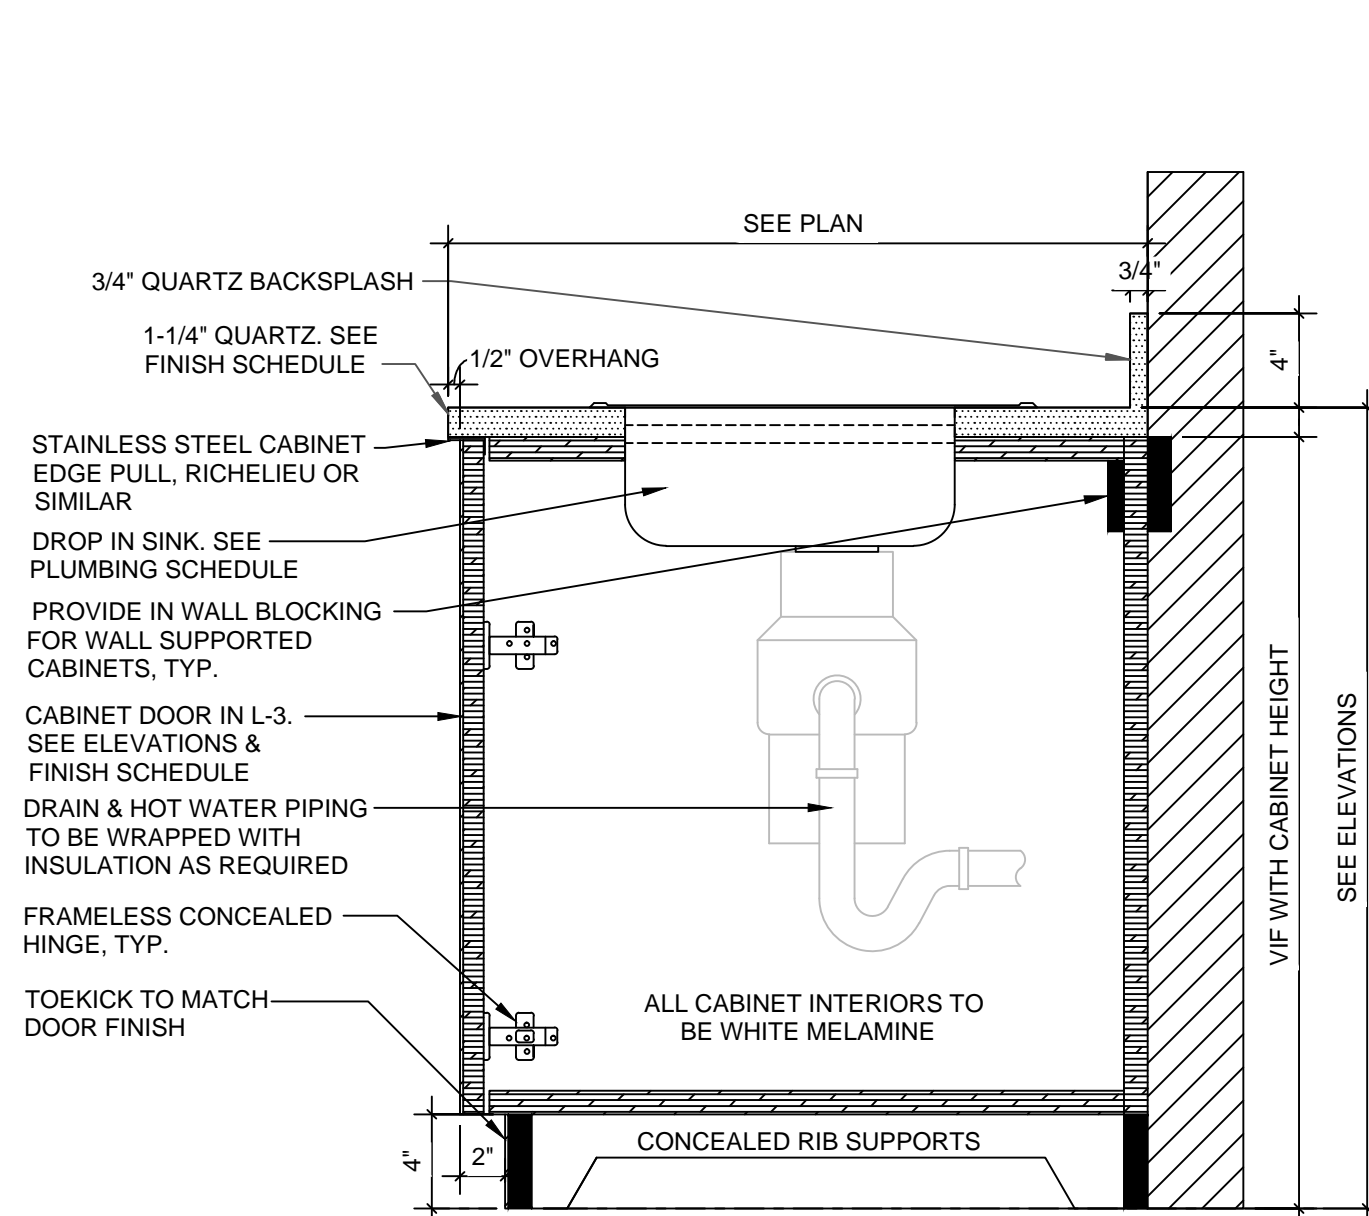 SEE PLAN
3/4"
3/4" QUARTZ BACKSPLASH
1-1/4" QUARTZ. SEE
FINISH SCHEDULE
1/2" OVERHANG
4"
STAINLESS STEEL CABINET
EDGE PULL, RICHELIEU OR
SIMILAR
DROP IN SINK. SEE
PLUMBING SCHEDULE
PROVIDE IN WALL BLOCKING
FOR WALL SUPPORTED
CABINETS, TYP.
CABINET DOOR IN L-3.
SEE ELEVATIONS &
FINISH SCHEDULE
DRAIN & HOT WATER PIPING
TO BE WRAPPED WITH
INSULATION AS REQUIRED
FRAMELESS CONCEALED
HINGE, TYP.
TOEKICK TO MATCH
DOOR FINISH
ALL CABINET INTERIORS TO
BE WHITE MELAMINE
CONCEALED RIB SUPPORTS
4"
2"
VIF WITH CABINET HEIGHT
SEE ELEVATIONS